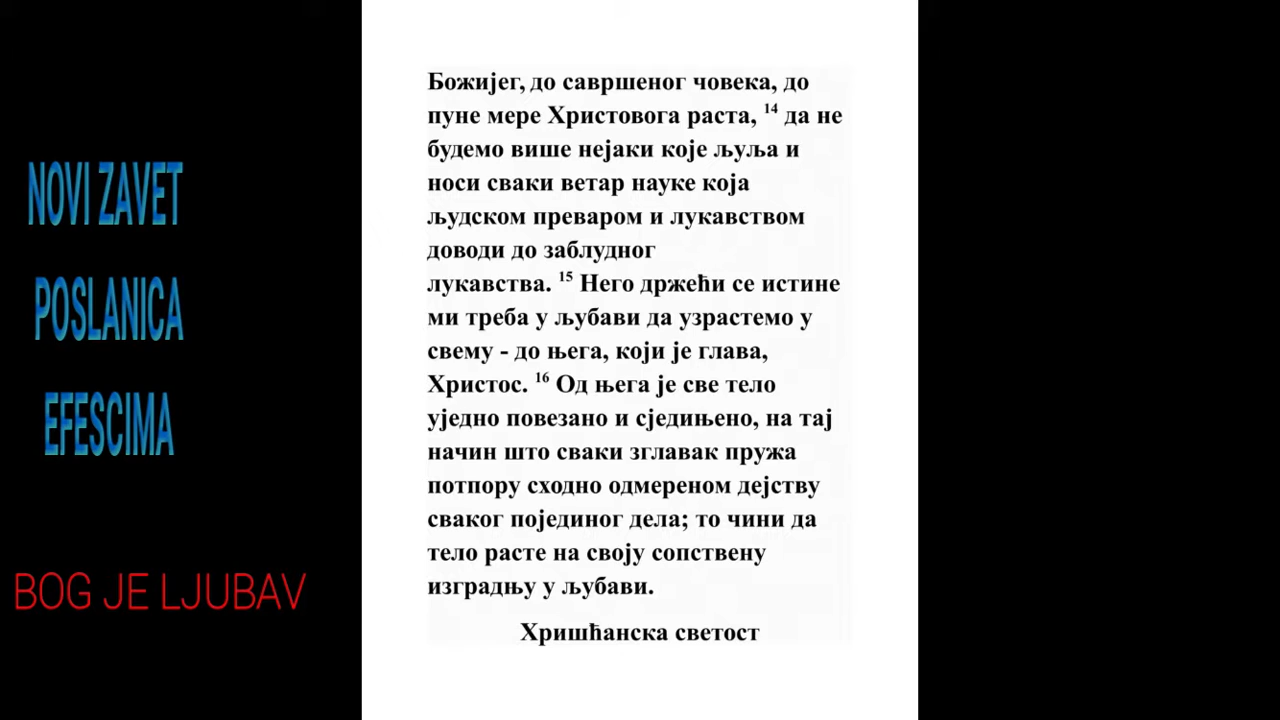 NOVI ZAVET
POSLANICA
EFESCIMA
BOG JE LJUBAV
Божијег, до савршеног човека, до
пуне мере Христовога раста, 14 да не
будемо више нејаки које љуља и
носи сваки ветар науке која
људском преваром и лукавством
доводи до заблудног
лукавства. 15 Него држећи се истине
ми треба у љубави да узрастемо у
свему - до њега, који је глава,
Христос. 16 Од њега је све тело
уједно повезано и сједињено, на тај
начин што сваки зглавак пружа
потпору сходно одмереном дејству
сваког појединог дела; то чини да
тело расте на своју сопствену
изградњу у љубави.
Хришћанска светост